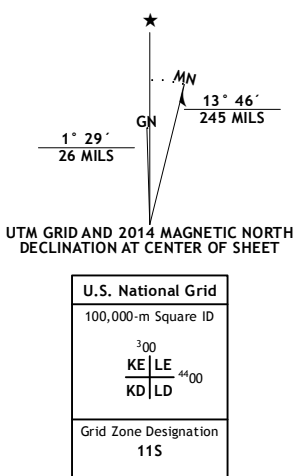 ★
MN
GN
13° 46´
245 MILS
1° 29´
26 MILS
UTM GRID AND 2014 MAGNETIC NORTH
DECLINATION AT CENTER OF SHEET
U.S. National Grid
100,000-m Square ID
³00
KE LE
⁴⁴00
KD LD
Grid Zone Designation
11S